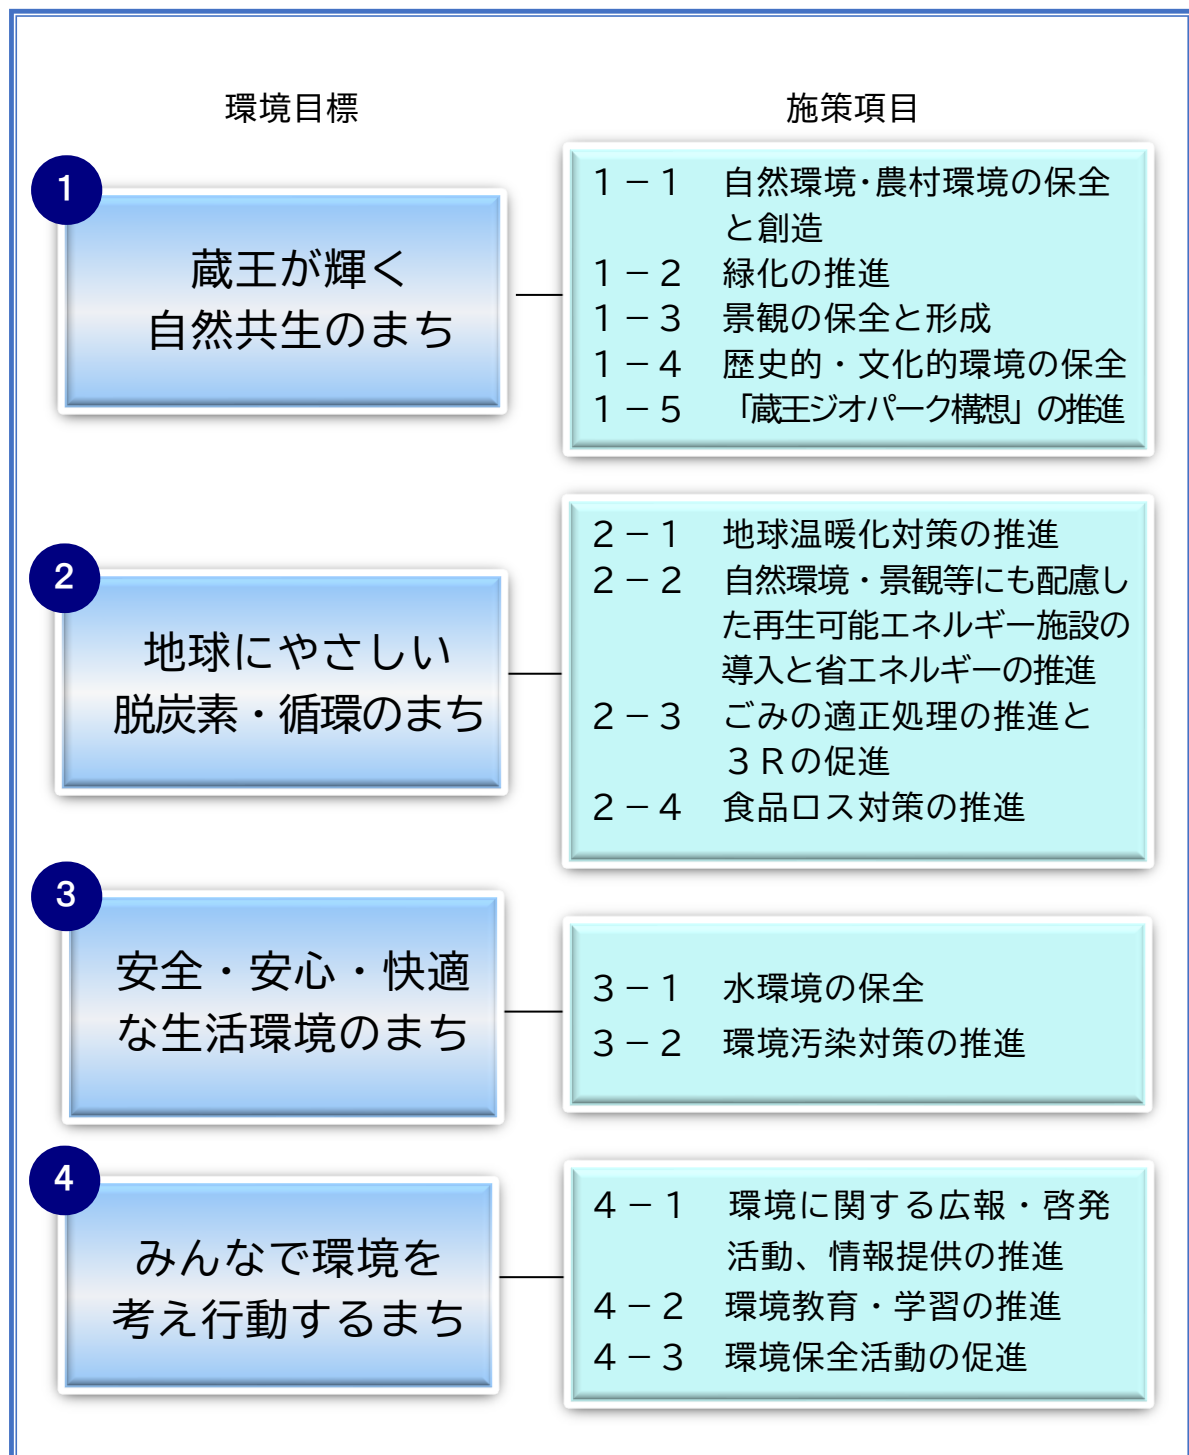 環境目標
施策項目
1
蔵王が輝く
自然共生のまち
１－１　自然環境・農村環境の保全
と創造
１－２　緑化の推進
１－３　景観の保全と形成
１－４　歴史的・文化的環境の保全
１－５　「蔵王ジオパーク構想」の推進
2
地球にやさしい
脱炭素・循環のまち
２－１　地球温暖化対策の推進
２－２　自然環境・景観等にも配慮し
た再生可能エネルギー施設の
導入と省エネルギーの推進
２－３　ごみの適正処理の推進と
３Ｒの促進
２－４　食品ロス対策の推進
3
安全・安心・快適
な生活環境のまち
３－１　水環境の保全
３－２　環境汚染対策の推進
4
みんなで環境を
考え行動するまち
４－１　環境に関する広報・啓発
活動、情報提供の推進
４－２　環境教育・学習の推進
４－３　環境保全活動の促進